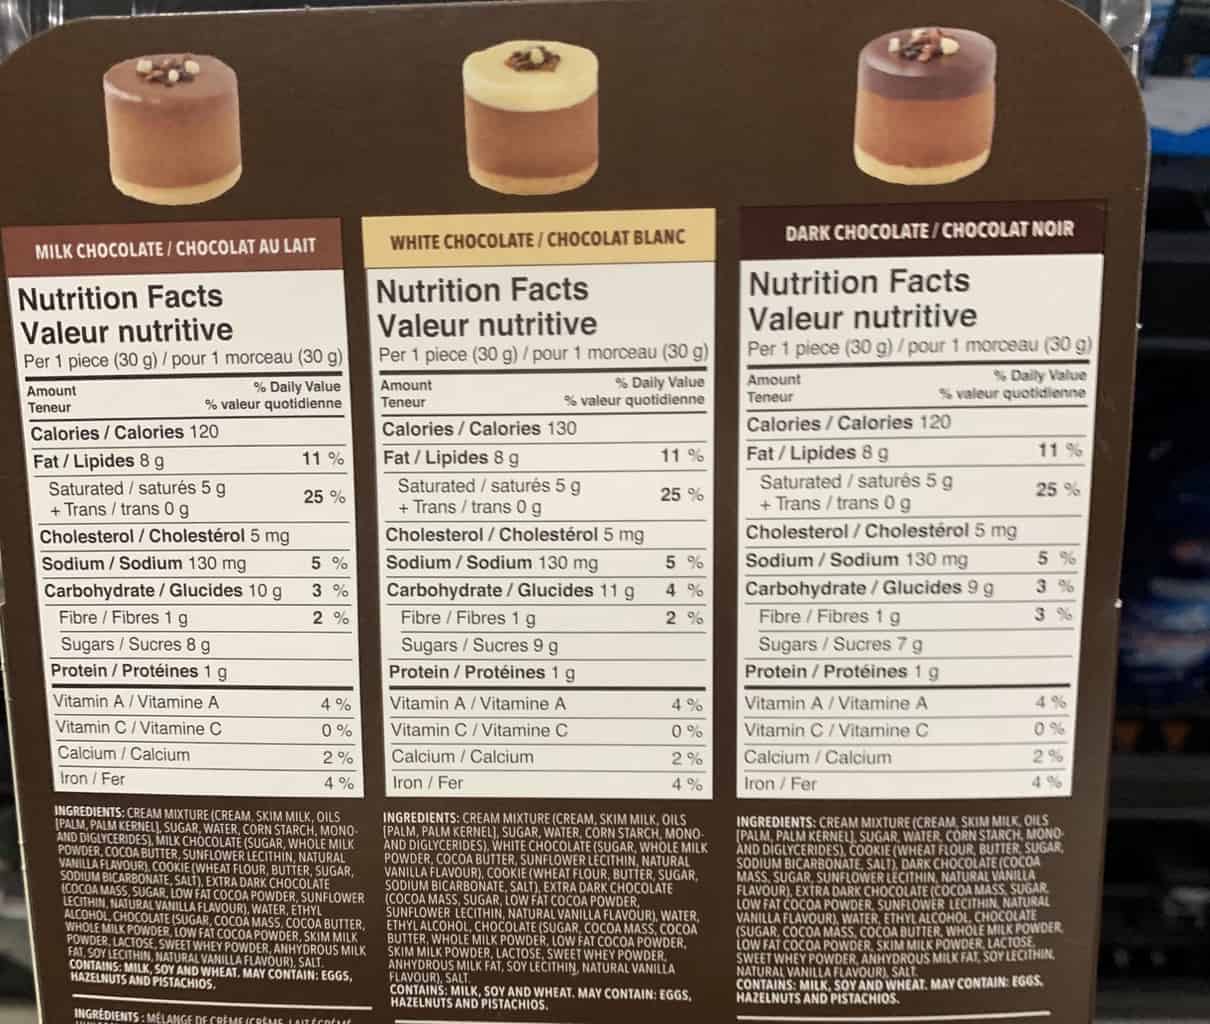 MILK CHOCOLATE / CHOCOLAT AU LAIT
Nutrition Facts
Valeur nutritive
Per 1 piece (30 g) / pour 1 morceau (30 g)
Amount % Daily Value
Teneur % valeur quotidienne
Calories / Calories 120
Fat / Lipides 8 g 11 %
Saturated / saturés 5 g
+ Trans / trans 0 g 25 %
Cholesterol / Cholestérol 5 mg
Sodium / Sodium 130 mg 5 %
Carbohydrate / Glucides 10 g 3 %
Fibre / Fibres 1 g 2 %
Sugars / Sucres 8 g
Protein / Protéines 1 g
Vitamin A / Vitamine A 4 %
Vitamin C / Vitamine C 0 %
Calcium / Calcium 2 %
Iron / Fer 4 %
INGREDIENTS: CREAM MIXTURE (CREAM, SKIM MILK, OILS
[PALM, PALM KERNEL], SUGAR, WATER, CORN STARCH, MONO-
AND DIGLYCERIDES), MILK CHOCOLATE (SUGAR, WHOLE MILK
POWDER, COCOA BUTTER, SUNFLOWER LECITHIN, NATURAL
VANILLA FLAVOUR), COOKIE (WHEAT FLOUR, BUTTER, SUGAR,
SODIUM BICARBONATE, SALT), EXTRA DARK CHOCOLATE
(COCOA MASS, SUGAR, LOW FAT COCOA POWDER, SUNFLOWER
LECITHIN, NATURAL VANILLA FLAVOUR), WATER, ETHYL
ALCOHOL, CHOCOLATE (SUGAR, COCOA MASS, COCOA BUTTER,
WHOLE MILK POWDER, LOW FAT COCOA POWDER, SKIM MILK
POWDER, LACTOSE, SWEET WHEY POWDER, ANHYDROUS MILK
FAT, SOY LECITHIN, NATURAL VANILLA FLAVOUR), SALT.
CONTAINS: MILK, SOY AND WHEAT. MAY CONTAIN: EGGS,
HAZELNUTS AND PISTACHIOS.
INGRÉDIENTS : MÉLANGE DE CRÈME (CRÈME, LAIT ÉCRÉMÉ
WHITE CHOCOLATE / CHOCOLAT BLANC
Nutrition Facts
Valeur nutritive
Per 1 piece (30 g) / pour 1 morceau (30 g)
Amount % Daily Value
Teneur % valeur quotidienne
Calories / Calories 130
Fat / Lipides 8 g 11 %
Saturated / saturés 5 g
+ Trans / trans 0 g 25 %
Cholesterol / Cholestérol 5 mg
Sodium / Sodium 130 mg 5 %
Carbohydrate / Glucides 11 g 4 %
Fibre / Fibres 1 g 2 %
Sugars / Sucres 9 g
Protein / Protéines 1 g
Vitamin A / Vitamine A 4 %
Vitamin C / Vitamine C 0 %
Calcium / Calcium 2 %
Iron / Fer 4 %
INGREDIENTS: CREAM MIXTURE (CREAM, SKIM MILK, OILS
[PALM, PALM KERNEL], SUGAR, WATER, CORN STARCH, MONO-
AND DIGLYCERIDES), WHITE CHOCOLATE (SUGAR, WHOLE MILK
POWDER, COCOA BUTTER, SUNFLOWER LECITHIN, NATURAL
VANILLA FLAVOUR), COOKIE (WHEAT FLOUR, BUTTER, SUGAR,
SODIUM BICARBONATE, SALT), EXTRA DARK CHOCOLATE
(COCOA MASS, SUGAR, LOW FAT COCOA POWDER,
SUNFLOWER LECITHIN, NATURAL VANILLA FLAVOUR), WATER,
ETHYL ALCOHOL, CHOCOLATE (SUGAR, COCOA MASS, COCOA
BUTTER, WHOLE MILK POWDER, LOW FAT COCOA POWDER,
SKIM MILK POWDER, LACTOSE, SWEET WHEY POWDER,
ANHYDROUS MILK FAT, SOY LECITHIN, NATURAL VANILLA
FLAVOUR), SALT.
CONTAINS: MILK, SOY AND WHEAT. MAY CONTAIN: EGGS,
HAZELNUTS AND PISTACHIOS.
DARK CHOCOLATE / CHOCOLAT NOIR
Nutrition Facts
Valeur nutritive
Per 1 piece (30 g) / pour 1 morceau (30 g)
Amount % Daily Value
Teneur % valeur quotidienne
Calories / Calories 120
Fat / Lipides 8 g 11 %
Saturated / saturés 5 g
+ Trans / trans 0 g 25 %
Cholesterol / Cholestérol 5 mg
Sodium / Sodium 130 mg 5 %
Carbohydrate / Glucides 9 g 3 %
Fibre / Fibres 1 g 3 %
Sugars / Sucres 7 g
Protein / Protéines 1 g
Vitamin A / Vitamine A 4 %
Vitamin C / Vitamine C 0 %
Calcium / Calcium 2 %
Iron / Fer 4 %
INGREDIENTS: CREAM MIXTURE (CREAM, SKIM MILK, OILS
[PALM, PALM KERNEL], SUGAR, WATER, CORN STARCH, MONO-
AND DIGLYCERIDES), COOKIE (WHEAT FLOUR, BUTTER, SUGAR,
SODIUM BICARBONATE, SALT), DARK CHOCOLATE (COCOA
MASS, SUGAR, SUNFLOWER LECITHIN, NATURAL VANILLA
FLAVOUR), EXTRA DARK CHOCOLATE (COCOA MASS, SUGAR,
LOW FAT COCOA POWDER, SUNFLOWER LECITHIN, NATURAL
VANILLA FLAVOUR), WATER, ETHYL ALCOHOL, CHOCOLATE
(SUGAR, COCOA MASS, COCOA BUTTER, WHOLE MILK POWDER,
LOW FAT COCOA POWDER, SKIM MILK POWDER, LACTOSE,
SWEET WHEY POWDER, ANHYDROUS MILK FAT, SOY LECITHIN,
NATURAL VANILLA FLAVOUR), SALT.
CONTAINS: MILK, SOY AND WHEAT. MAY CONTAIN: EGGS,
HAZELNUTS AND PISTACHIOS.